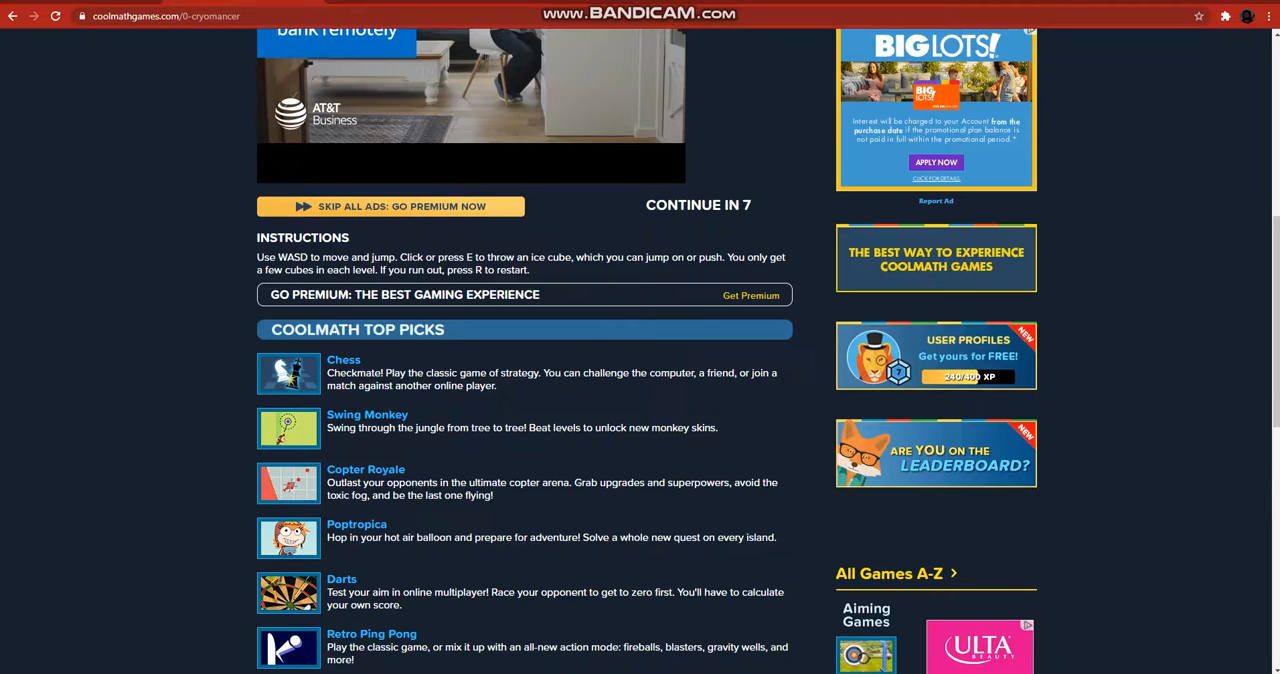 coolmathgames.com/0-cryomancer
www.BANDICAM.com
bank remotely
AT&T
Business
SKIP ALL ADS: GO PREMIUM NOW
CONTINUE IN 7
INSTRUCTIONS
Use WASD to move and jump. Click or press E to throw an ice cube, which you can jump on or push. You only get
a few cubes in each level. If you run out, press R to restart.
GO PREMIUM: THE BEST GAMING EXPERIENCE
Get Premium
COOLMATH TOP PICKS
Chess
Checkmate! Play the classic game of strategy. You can challenge the computer, a friend, or join a
match against another online player.
Swing Monkey
Swing through the jungle from tree to tree! Beat levels to unlock new monkey skins.
Copter Royale
Outlast your opponents in the ultimate copter arena. Grab upgrades and superpowers, avoid the
toxic fog, and be the last one flying!
Poptropica
Hop in your hot air balloon and prepare for adventure! Solve a whole new quest on every island.
Darts
Test your aim in online multiplayer! Race your opponent to get to zero first. You'll have to calculate
your own score.
Retro Ping Pong
Play the classic game, or mix it up with an all-new action mode: fireballs, blasters, gravity wells, and
more!
BIG LOTS!
BIG
LOTS!
Interest will be charged to your Account from the
purchase date if the promotional plan balance is
not paid in full within the promotional period.*
APPLY NOW
CLICK FOR DETAILS.
Report Ad
THE BEST WAY TO EXPERIENCE
COOLMATH GAMES
NEW
USER PROFILES
Get yours for FREE!
7
240/400 XP
NEW
ARE YOU ON THE
LEADERBOARD?
All Games A-Z >
Aiming
Games
ULTA
BEAUTY